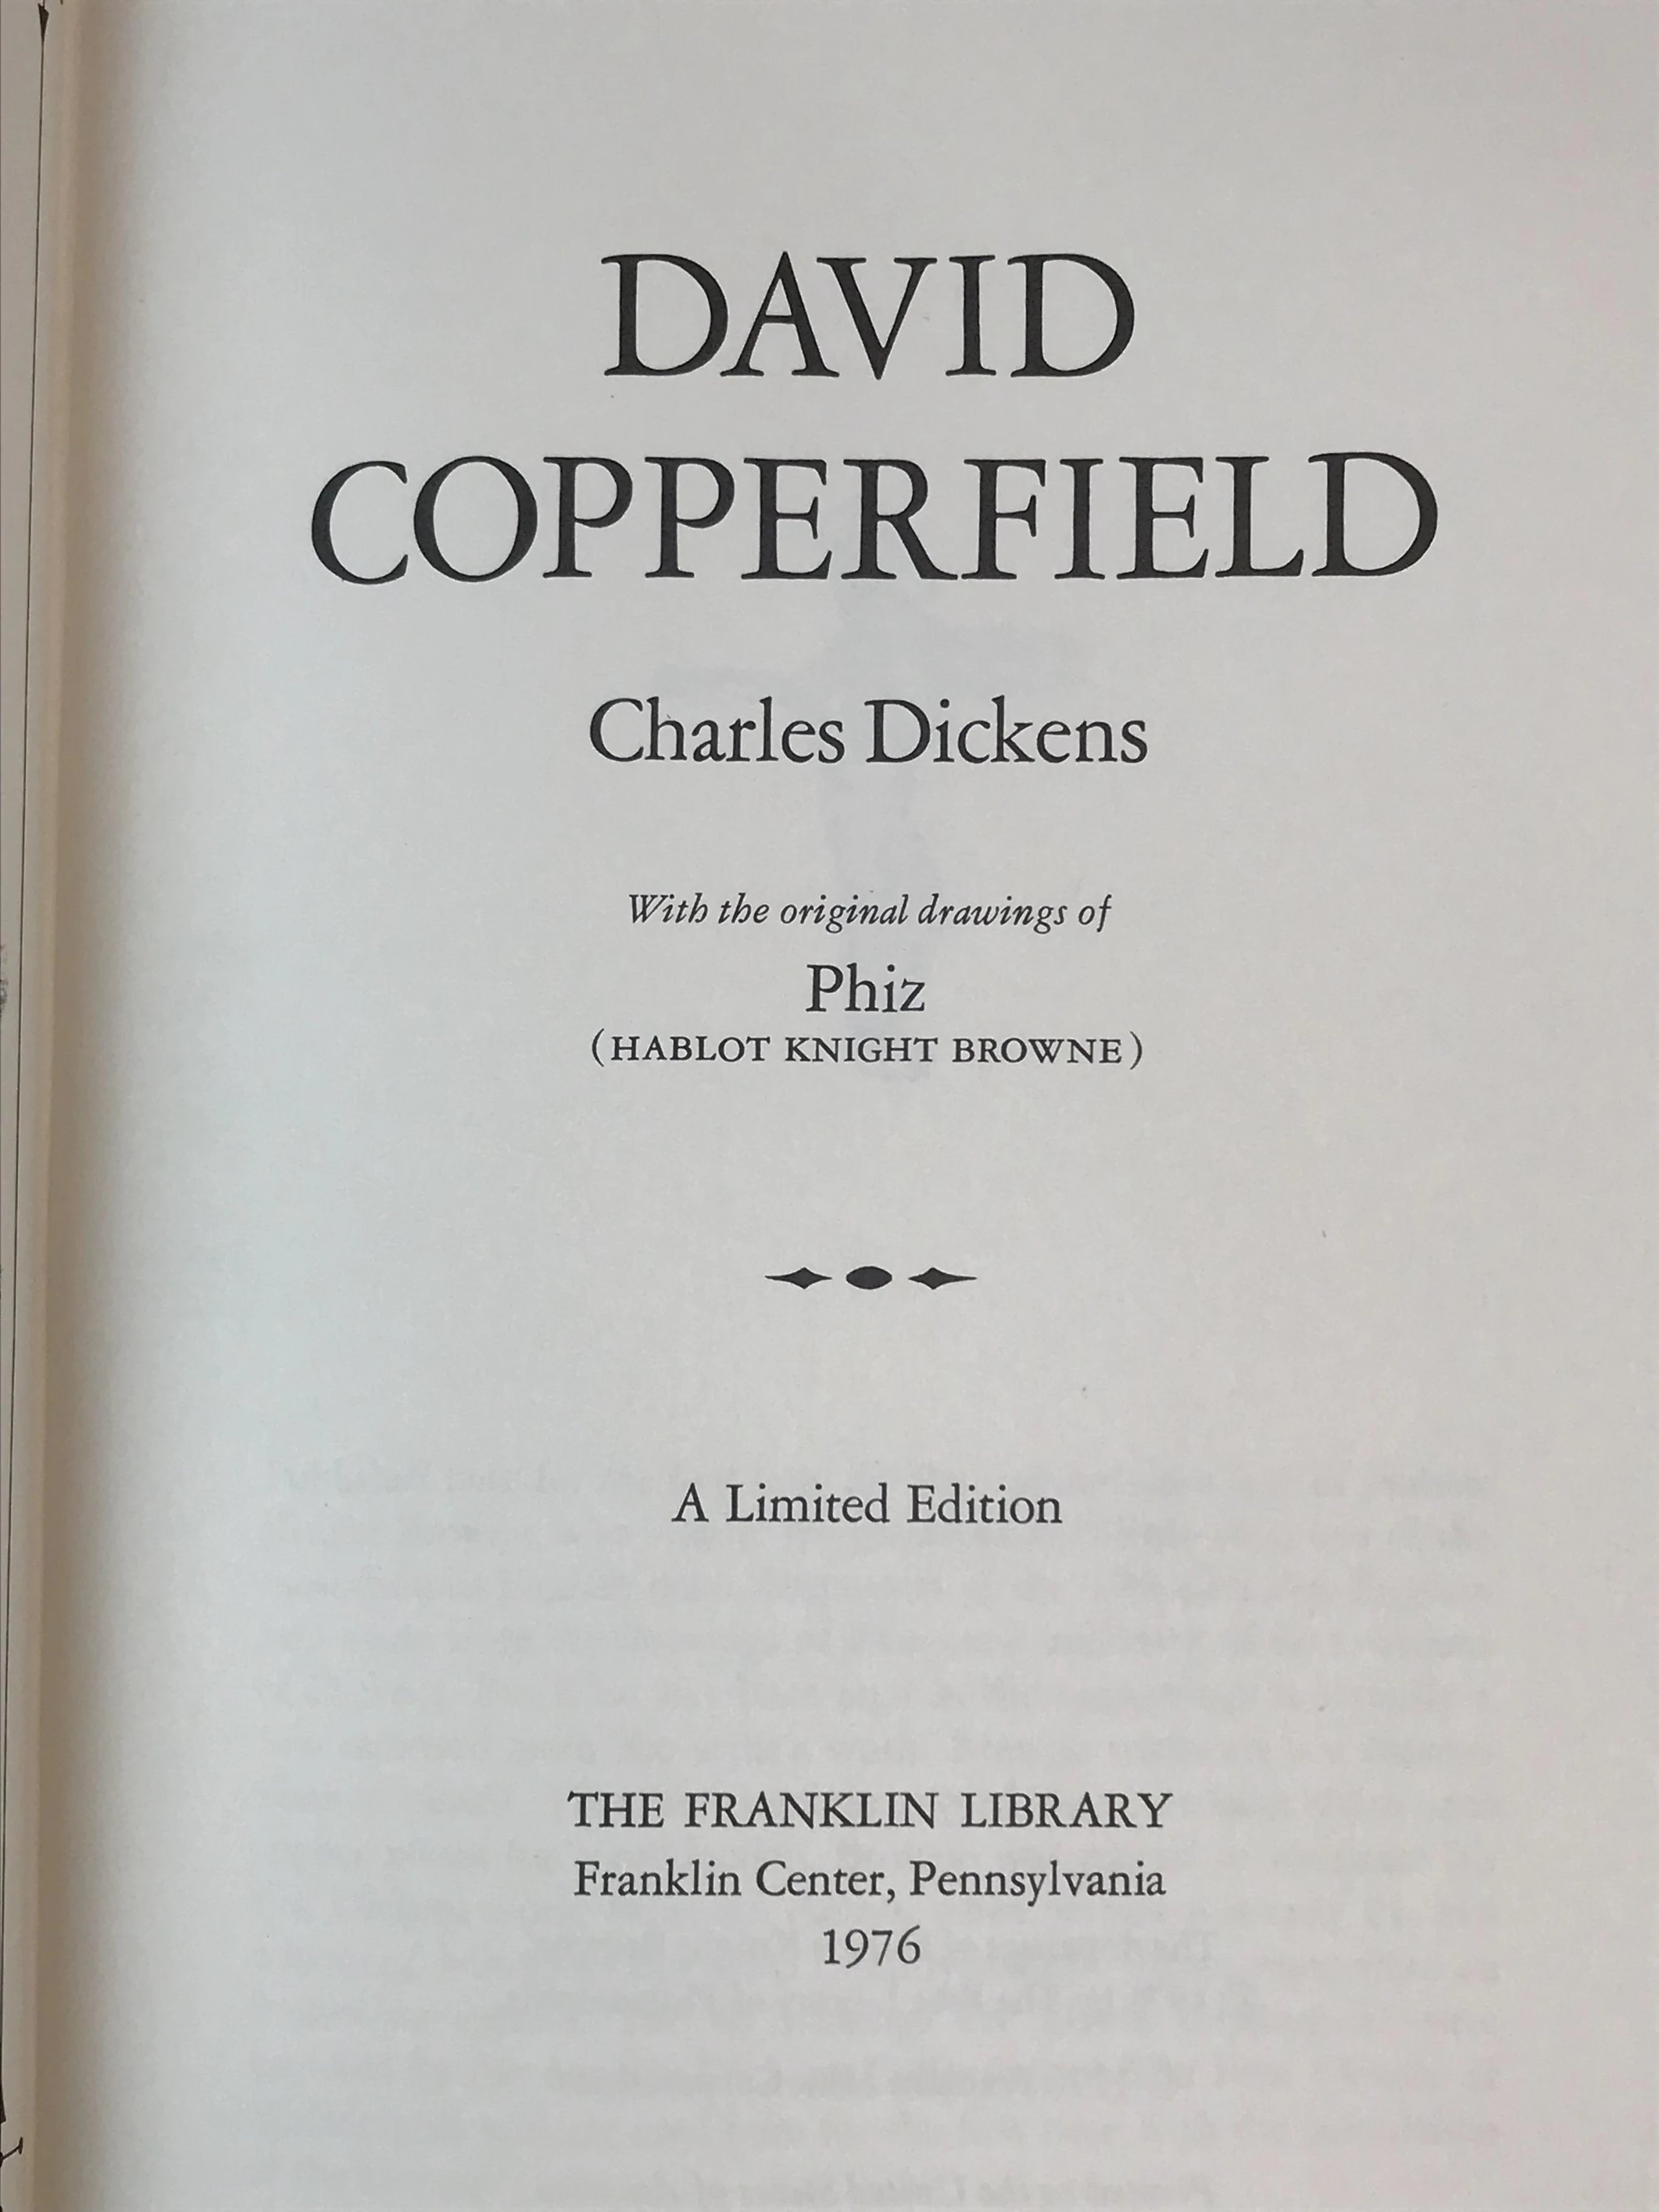 DAVID
COPPERFIELD
Charles Dickens
With the original drawings of
Phiz
(HABLOT KNIGHT BROWNE)
A Limited Edition
THE FRANKLIN LIBRARY
Franklin Center, Pennsylvania
1976